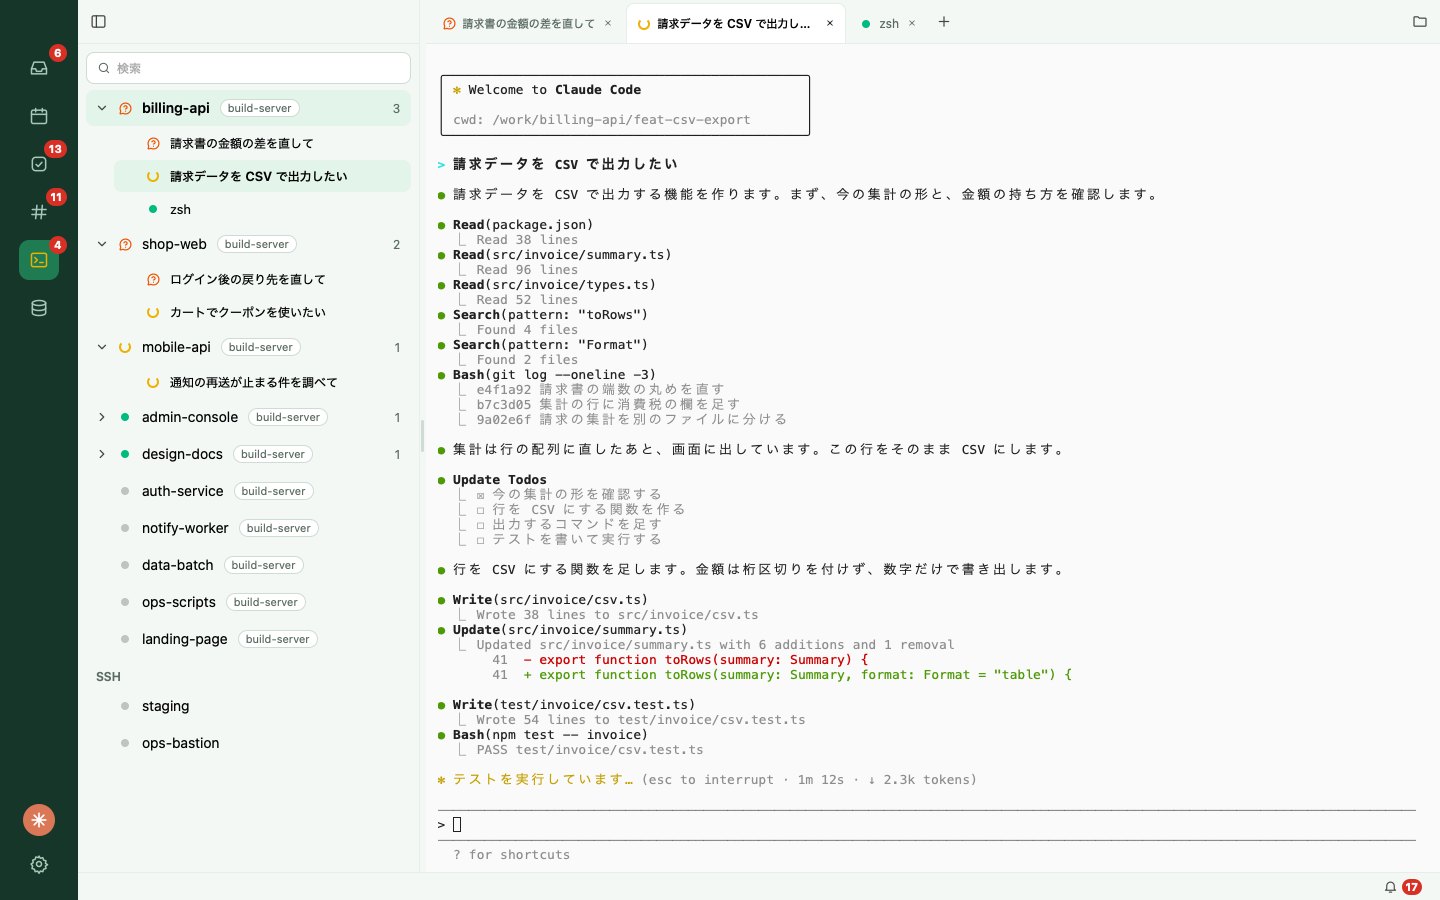 6
13
11
4
検索
billing-api build-server 3
請求書の金額の差を直して
請求データを CSV で出力したい
zsh
shop-web build-server 2
ログイン後の戻り先を直して
カートでクーポンを使いたい
mobile-api build-server 1
通知の再送が止まる件を調べて
admin-console build-server 1
design-docs build-server 1
auth-service build-server
notify-worker build-server
data-batch build-server
ops-scripts build-server
landing-page build-server
SSH
staging
ops-bastion
請求書の金額の差を直して × 請求データを CSV で出力し... × zsh × +
✻ Welcome to Claude Code
cwd: /work/billing-api/feat-csv-export
> 請求データを CSV で出力したい
● 請求データを CSV で出力する機能を作ります。まず、今の集計の形と、金額の持ち方を確認します。
● Read(package.json)
⎿ Read 38 lines
● Read(src/invoice/summary.ts)
⎿ Read 96 lines
● Read(src/invoice/types.ts)
⎿ Read 52 lines
● Search(pattern: "toRows")
⎿ Found 4 files
● Search(pattern: "Format")
⎿ Found 2 files
● Bash(git log --oneline -3)
⎿ e4f1a92 請求書の端数の丸めを直す
⎿ b7c3d05 集計の行に消費税の欄を足す
⎿ 9a02e6f 請求の集計を別のファイルに分ける
● 集計は行の配列に直したあと、画面に出しています。この行をそのまま CSV にします。
● Update Todos
⎿ ☒ 今の集計の形を確認する
⎿ ☐ 行を CSV にする関数を作る
⎿ ☐ 出力するコマンドを足す
⎿ ☐ テストを書いて実行する
● 行を CSV にする関数を足します。金額は桁区切りを付けず、数字だけで書き出します。
● Write(src/invoice/csv.ts)
⎿ Wrote 38 lines to src/invoice/csv.ts
● Update(src/invoice/summary.ts)
⎿ Updated src/invoice/summary.ts with 6 additions and 1 removal
41 - export function toRows(summary: Summary) {
41 + export function toRows(summary: Summary, format: Format = "table") {
● Write(test/invoice/csv.test.ts)
⎿ Wrote 54 lines to test/invoice/csv.test.ts
● Bash(npm test -- invoice)
⎿ PASS test/invoice/csv.test.ts
✻ テストを実行しています… (esc to interrupt · 1m 12s · ↓ 2.3k tokens)
>
? for shortcuts
17